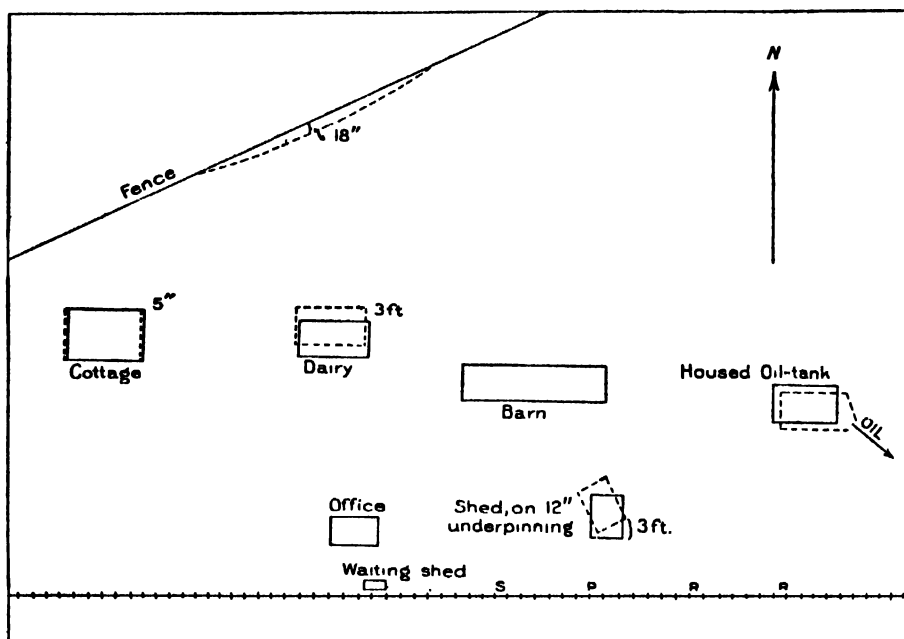 N
18"
Fence
5"
3ft
Cottage
Dairy
Housed Oil-tank
Barn
OIL
Office
Shed, on 12"
underpinning
3ft.
Waiting shed
S P R R